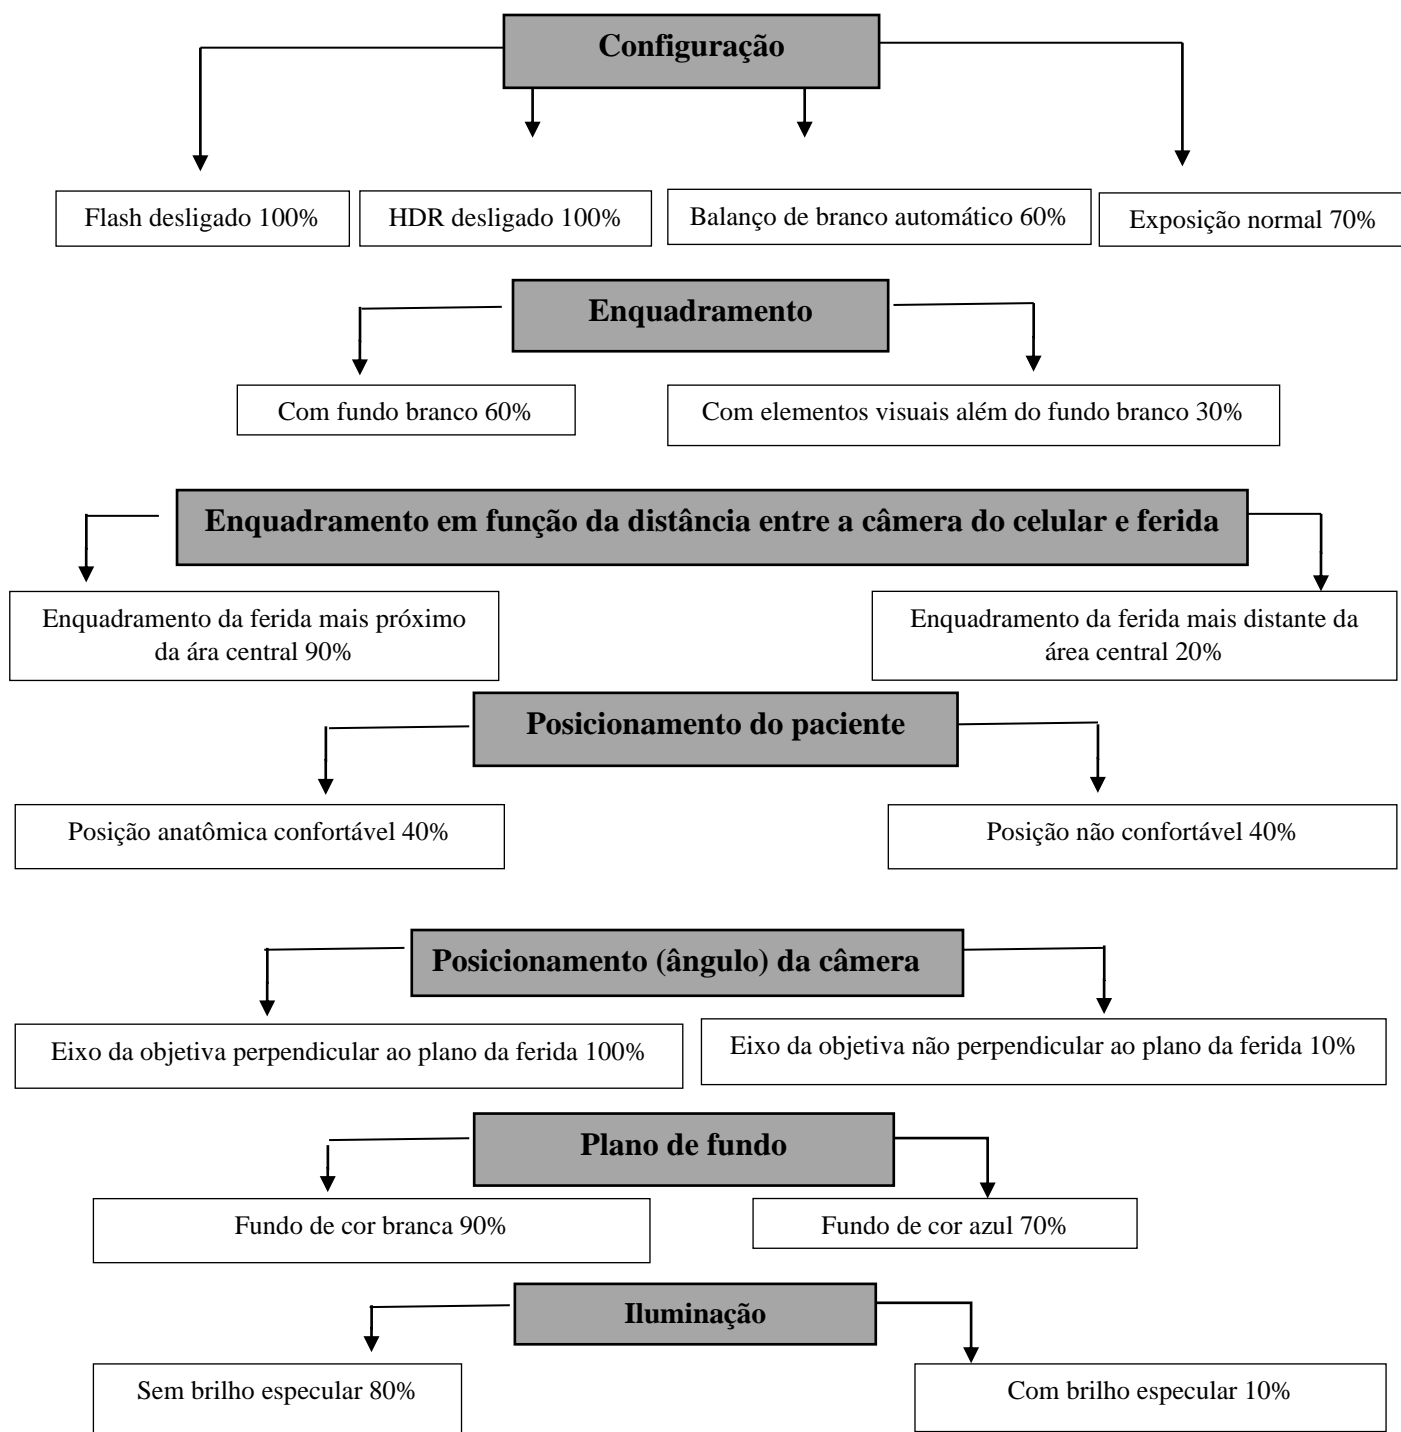 Configuração
Flash desligado 100%
HDR desligado 100%
Balanço de branco automático 60%
Exposição normal 70%
Enquadramento
Com fundo branco 60%
Com elementos visuais além do fundo branco 30%
Enquadramento em função da distância entre a câmera do celular e ferida
Enquadramento da ferida mais próximo
da ára central 90%
Enquadramento da ferida mais distante da
área central 20%
Posicionamento do paciente
Posição anatômica confortável 40%
Posição não confortável 40%
Posicionamento (ângulo) da câmera
Eixo da objetiva perpendicular ao plano da ferida 100%
Eixo da objetiva não perpendicular ao plano da ferida 10%
Plano de fundo
Fundo de cor branca 90%
Fundo de cor azul 70%
Iluminação
Sem brilho especular 80%
Com brilho especular 10%